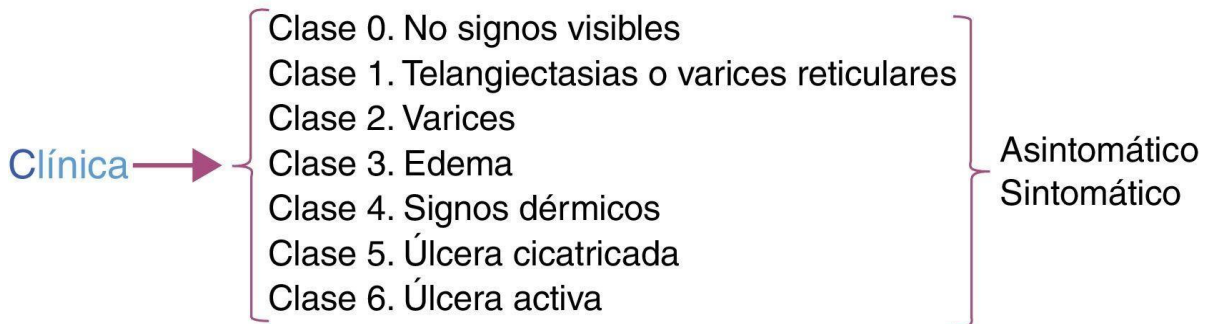 Clínica
Clase 0. No signos visibles
Clase 1. Telangiectasias o varices reticulares
Clase 2. Varices
Clase 3. Edema
Clase 4. Signos dérmicos
Clase 5. Úlcera cicatricada
Clase 6. Úlcera activa
Asintomático
Sintomático